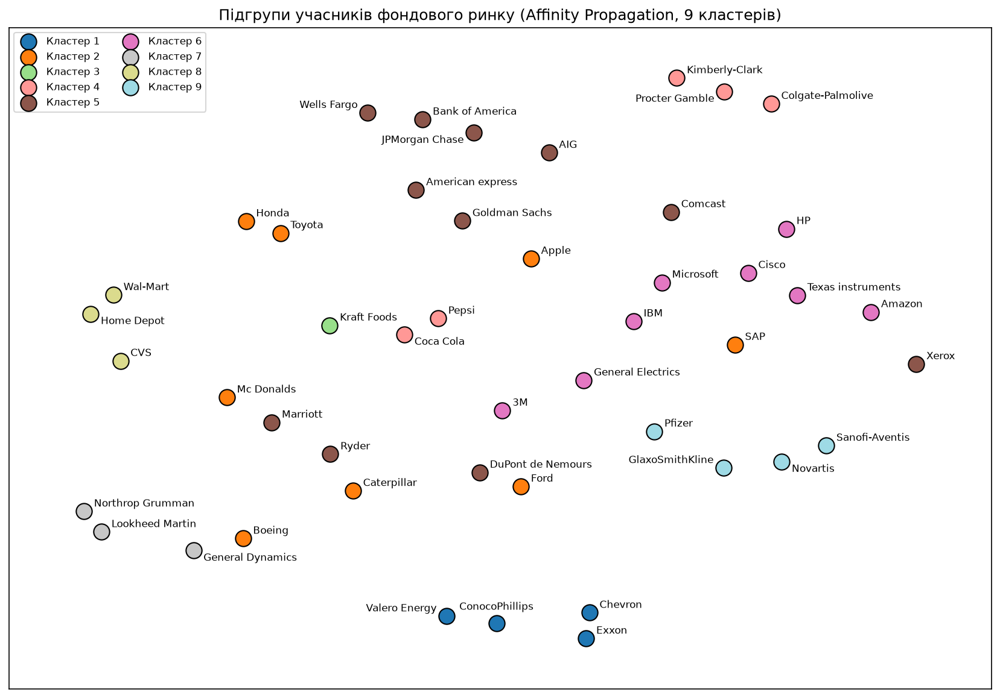 Підгрупи учасників фондового ринку (Affinity Propagation, 9 кластерів)
Кластер 1
Кластер 2
Кластер 3
Кластер 4
Кластер 5
Кластер 6
Кластер 7
Кластер 8
Кластер 9
Kimberly-Clark
Procter Gamble
Colgate-Palmolive
Wells Fargo
Bank of America
JPMorgan Chase
AIG
American express
Comcast
Honda
Goldman Sachs
HP
Toyota
Apple
Cisco
Microsoft
Wal-Mart
Texas instruments
Amazon
Pepsi
IBM
Kraft Foods
Home Depot
Coca Cola
SAP
CVS
Xerox
General Electrics
Mc Donalds
3M
Marriott
Pfizer
Sanofi-Aventis
Ryder
GlaxoSmithKline
DuPont de Nemours
Novartis
Ford
Caterpillar
Northrop Grumman
Lookheed Martin
Boeing
General Dynamics
Chevron
ConocoPhillips
Valero Energy
Exxon